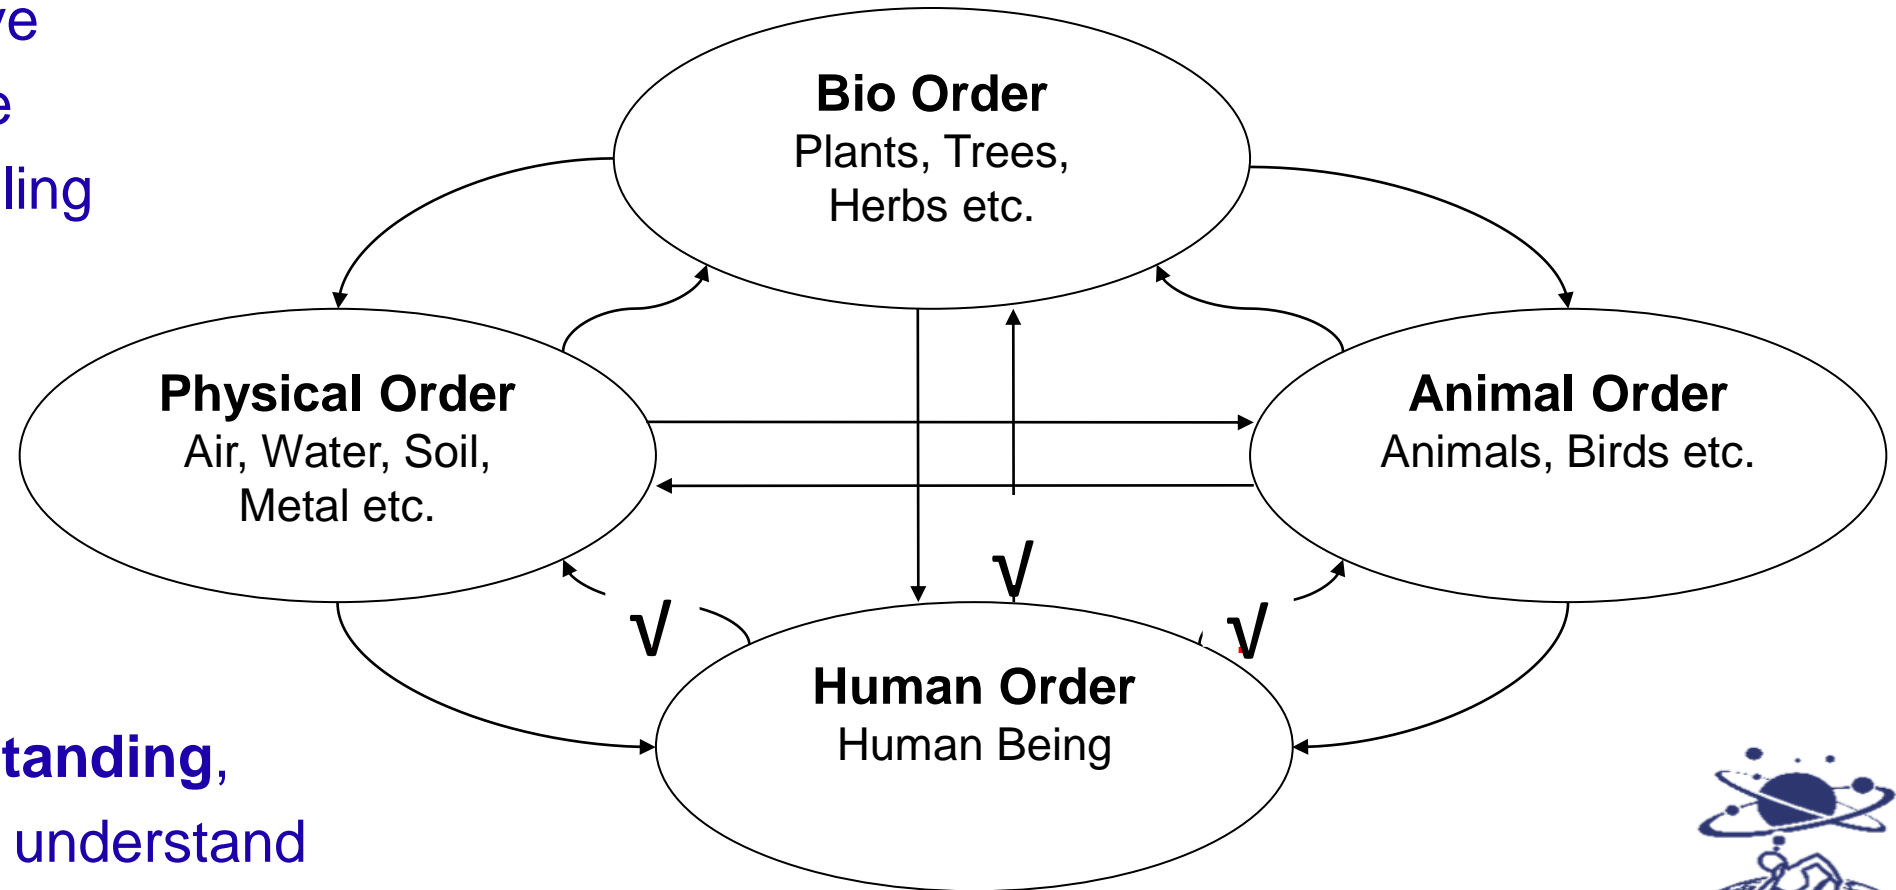 ve
e
ling
Bio Order
Plants, Trees,
Herbs etc.
Physical Order
Air, Water, Soil,
Metal etc.
Animal Order
Animals, Birds etc.
√
√
√
Human Order
Human Being
tanding,
understand